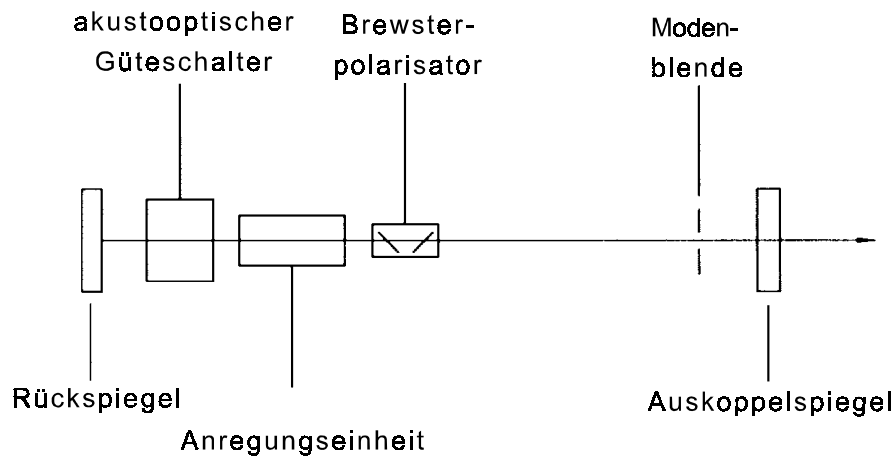 akustooptischer
Güteschalter
Brewster-
polarisator
Moden-
blende
Rückspiegel
Anregungseinheit
Auskoppelspiegel